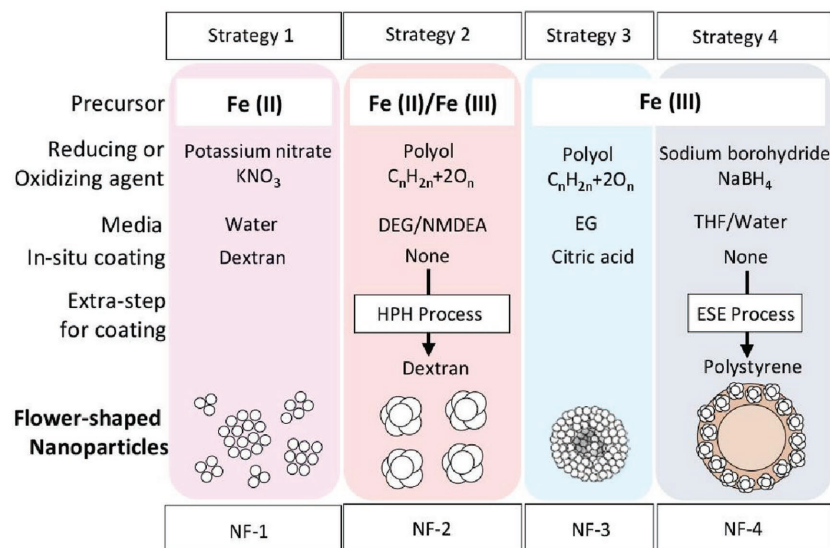 Strategy 1 Strategy 2 Strategy 3 Strategy 4
Precursor Fe (II) Fe (II)/Fe (III) Fe (III)
Reducing or Potassium nitrate Polyol Polyol Sodium borohydride
Oxidizing agent KNO₃ CₙH₂ₙ+2Oₙ CₙH₂ₙ+2Oₙ NaBH₄
Media Water DEG/NMDEA EG THF/Water
In-situ coating Dextran None Citric acid None
Extra-step
for coating HPH Process ESE Process
Dextran Polystyrene
Flower-shaped
Nanoparticles
NF-1 NF-2 NF-3 NF-4